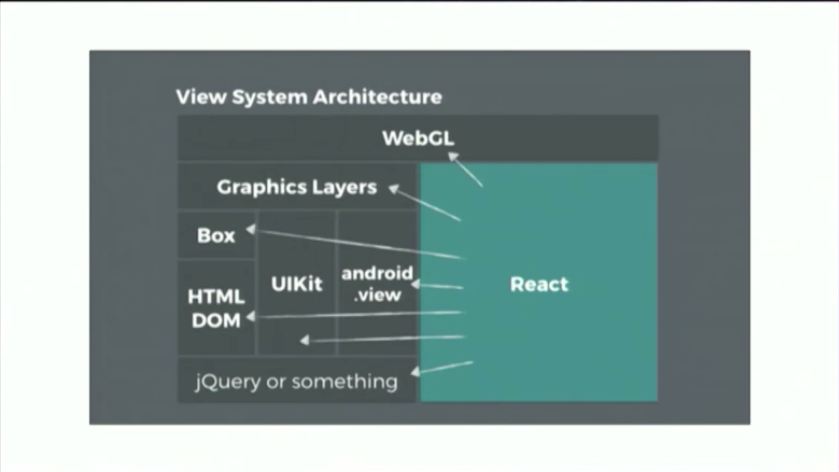 View System Architecture
WebGL
Graphics Layers
Box
UIKit
android
.view
React
HTML
DOM
jQuery or something